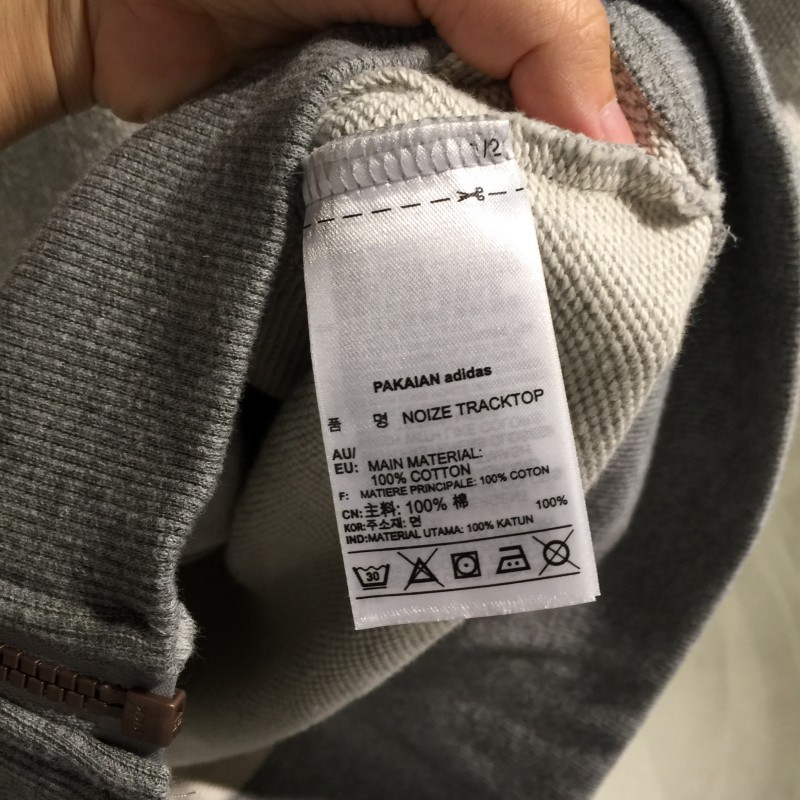 /2
PAKAIAN adidas
품 명 NOIZE TRACKTOP
AU/
EU: MAIN MATERIAL:
100% COTTON
F: MATIERE PRINCIPALE: 100% COTON
CN: 主料: 100% 棉
KOR: 주소재: 면 100%
IND: MATERIAL UTAMA: 100% KATUN
30